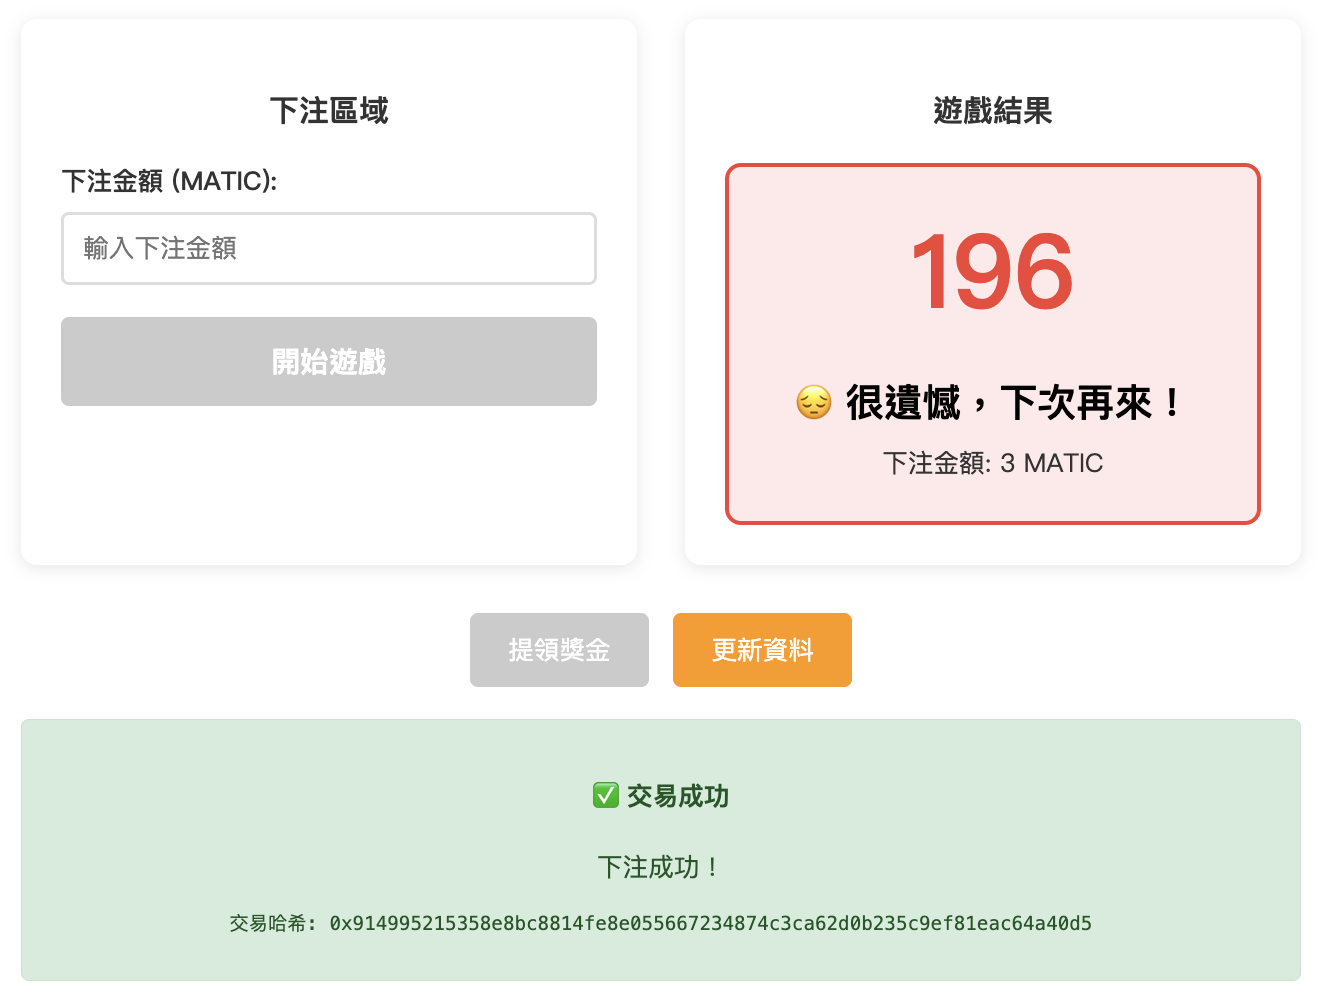 下注區域
下注金額 (MATIC):
輸入下注金額
開始遊戲
遊戲結果
196
😔 很遺憾，下次再來！
下注金額: 3 MATIC
提領獎金
更新資料
✅ 交易成功
下注成功！
交易哈希: 0x914995215358e8bc8814fe8e055667234874c3ca62d0b235c9ef81eac64a40d5